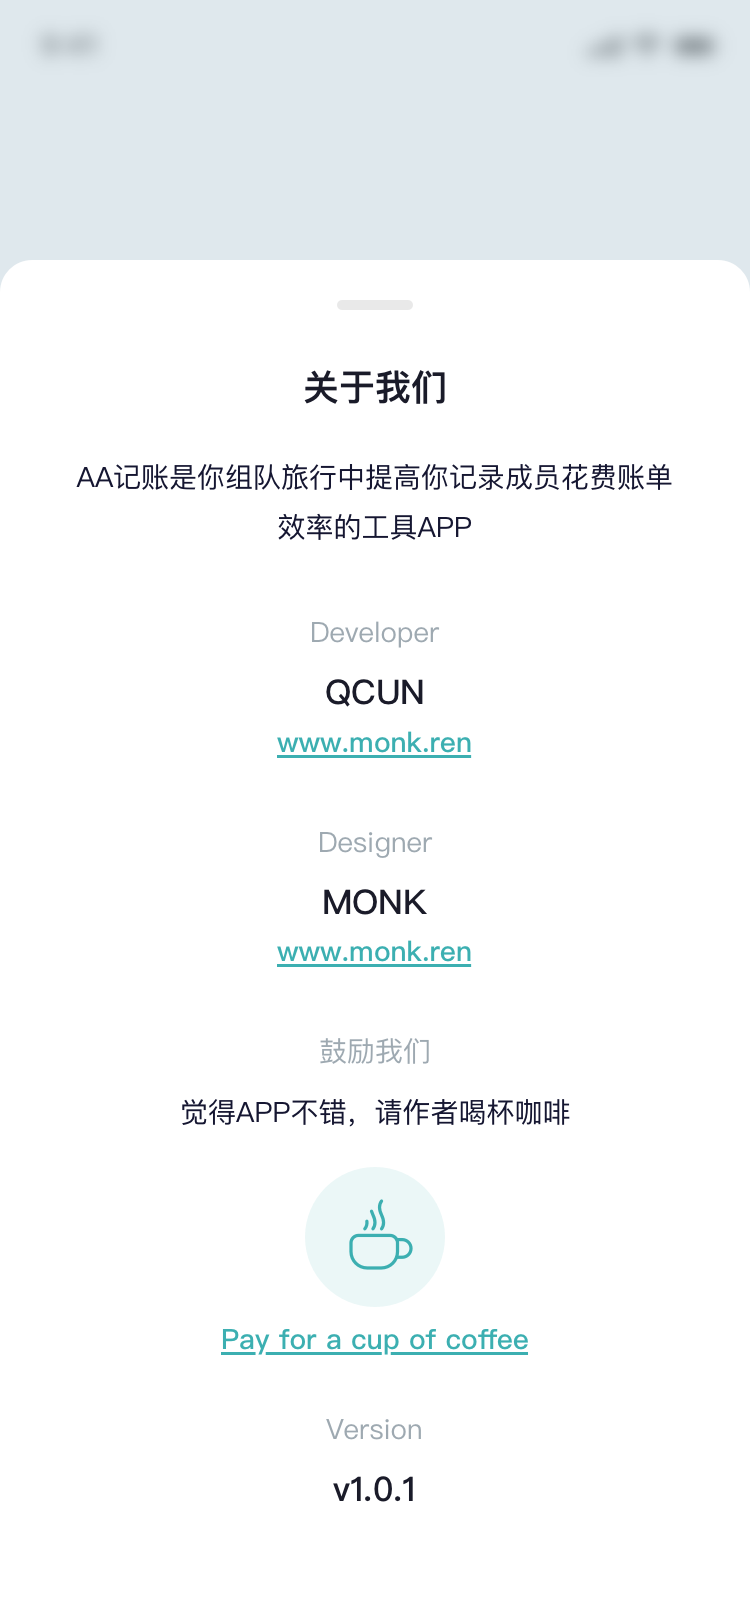 关于我们
AA记账是你组队旅行中提高你记录成员花费账单
效率的工具APP
Developer
QCUN
www.monk.ren
Designer
MONK
www.monk.ren
鼓励我们
觉得APP不错，请作者喝杯咖啡
Pay for a cup of coffee
Version
v1.0.1